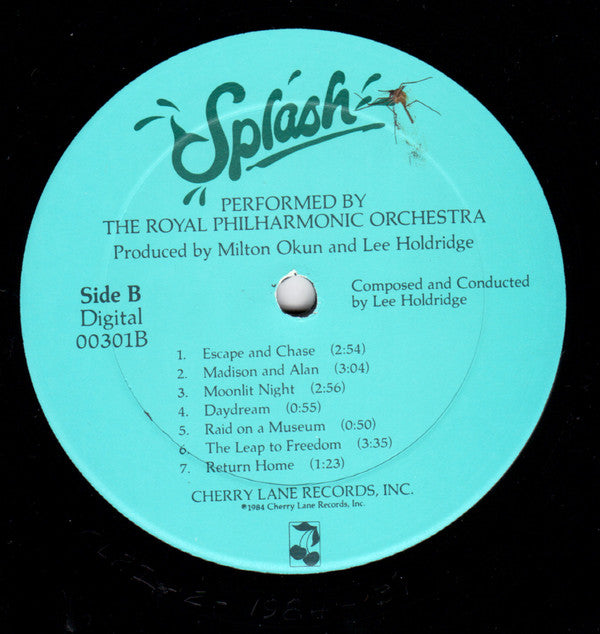 Splash
PERFORMED BY
THE ROYAL PHILHARMONIC ORCHESTRA
Produced by Milton Okun and Lee Holdridge
Composed and Conducted
by Lee Holdridge
Side B
Digital
00301B
1. Escape and Chase (2:54)
2. Madison and Alan (3:04)
3. Moonlit Night (2:56)
4. Daydream (0:55)
5. Raid on a Museum (0:50)
6. The Leap to Freedom (3:35)
7. Return Home (1:23)
CHERRY LANE RECORDS, INC.
℗1984 Cherry Lane Records, Inc.